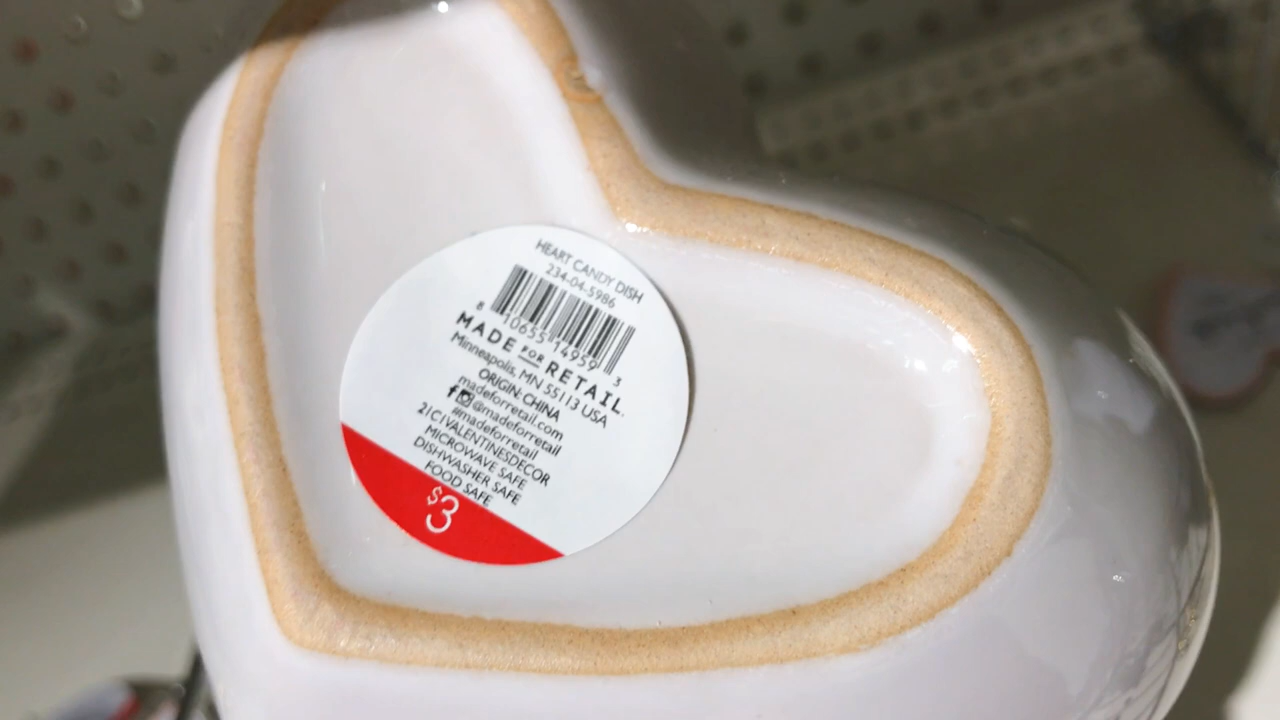 HEART CANDY DISH
234-04-5986
8 10655 14959 3
MADE FOR RETAIL.
Minneapolis, MN 55113 USA
ORIGIN: CHINA
madeforretail.com
@madeforretail
#madeforretail
21C1VALENTINESDECOR
MICROWAVE SAFE
DISHWASHER SAFE
FOOD SAFE
$3